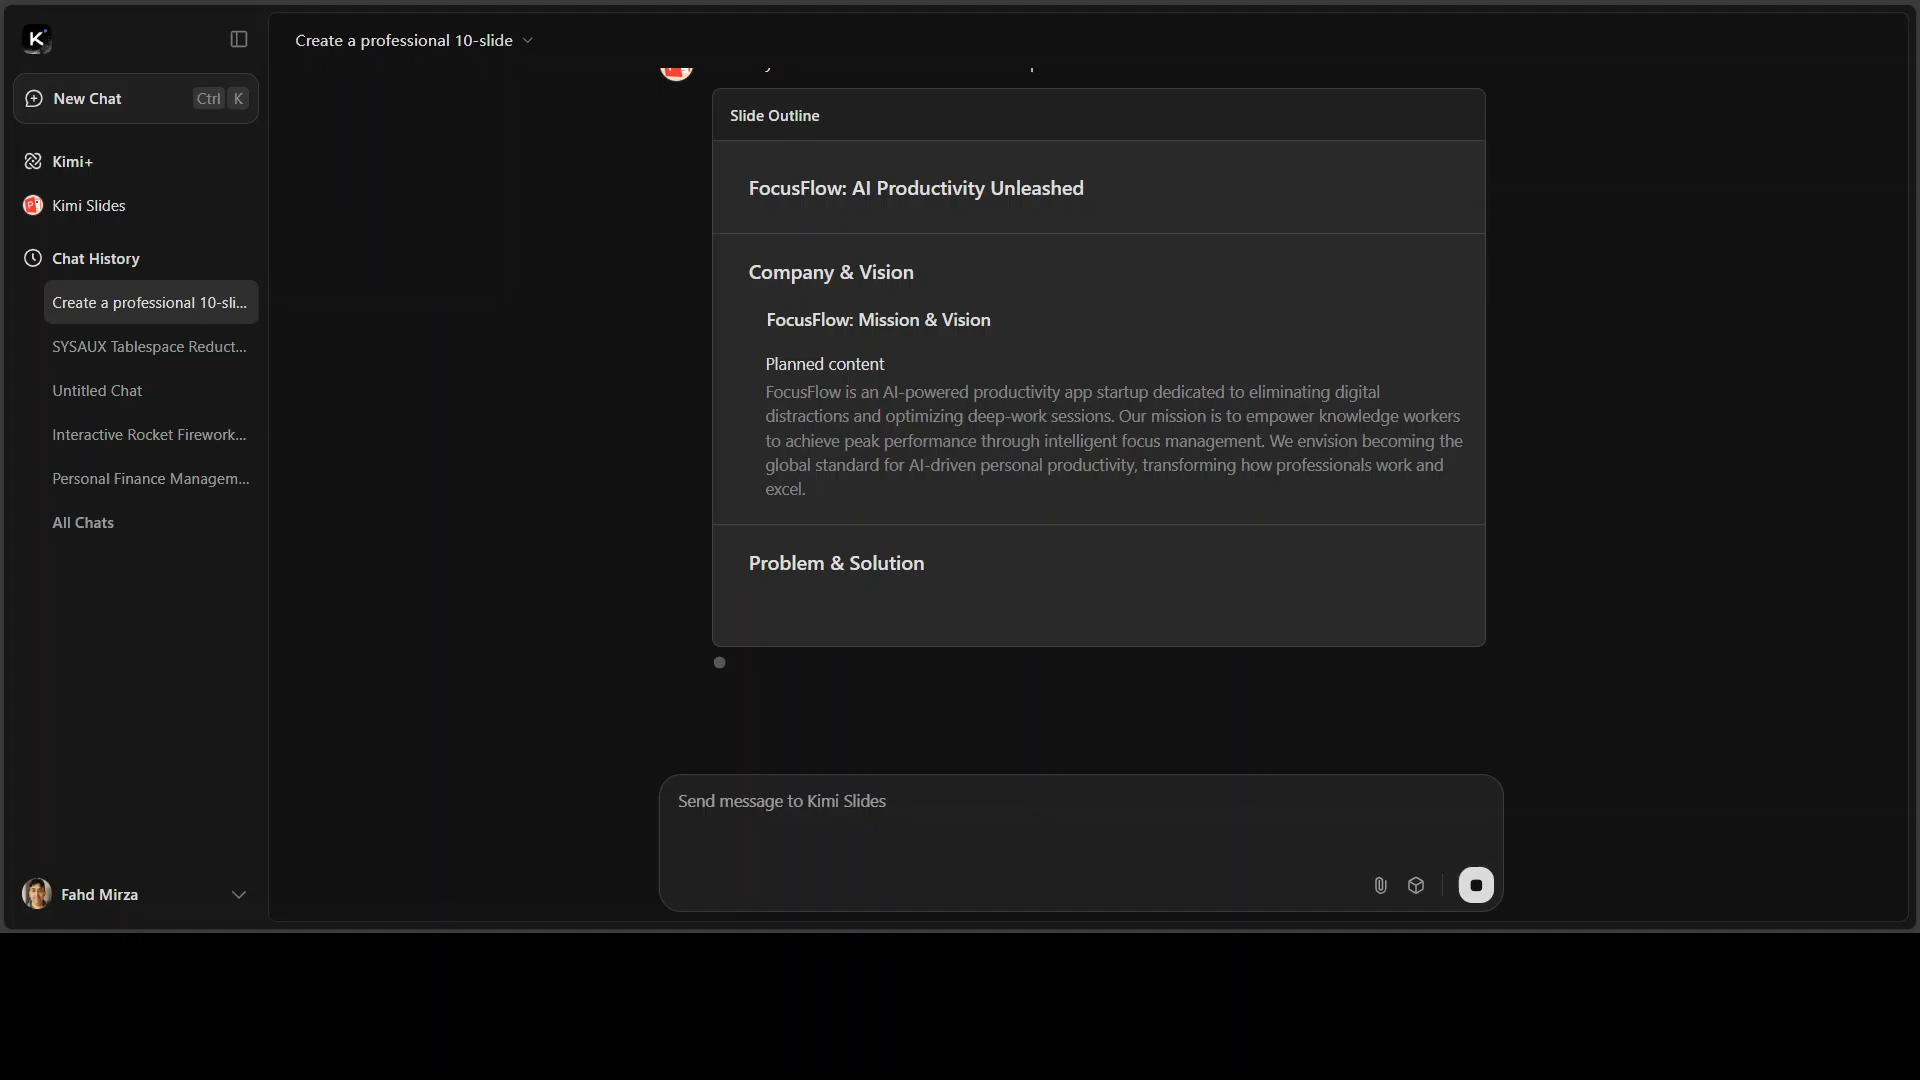 K
Create a professional 10-slide
New Chat
Ctrl K
Kimi+
Kimi Slides
Chat History
Create a professional 10-sli...
SYSAUX Tablespace Reduct...
Untitled Chat
Interactive Rocket Firework...
Personal Finance Managem...
All Chats
Fahd Mirza
Slide Outline
FocusFlow: AI Productivity Unleashed
Company & Vision
FocusFlow: Mission & Vision
Planned content
FocusFlow is an AI-powered productivity app startup dedicated to eliminating digital
distractions and optimizing deep-work sessions. Our mission is to empower knowledge workers
to achieve peak performance through intelligent focus management. We envision becoming the
global standard for AI-driven personal productivity, transforming how professionals work and
excel.
Problem & Solution
Send message to Kimi Slides